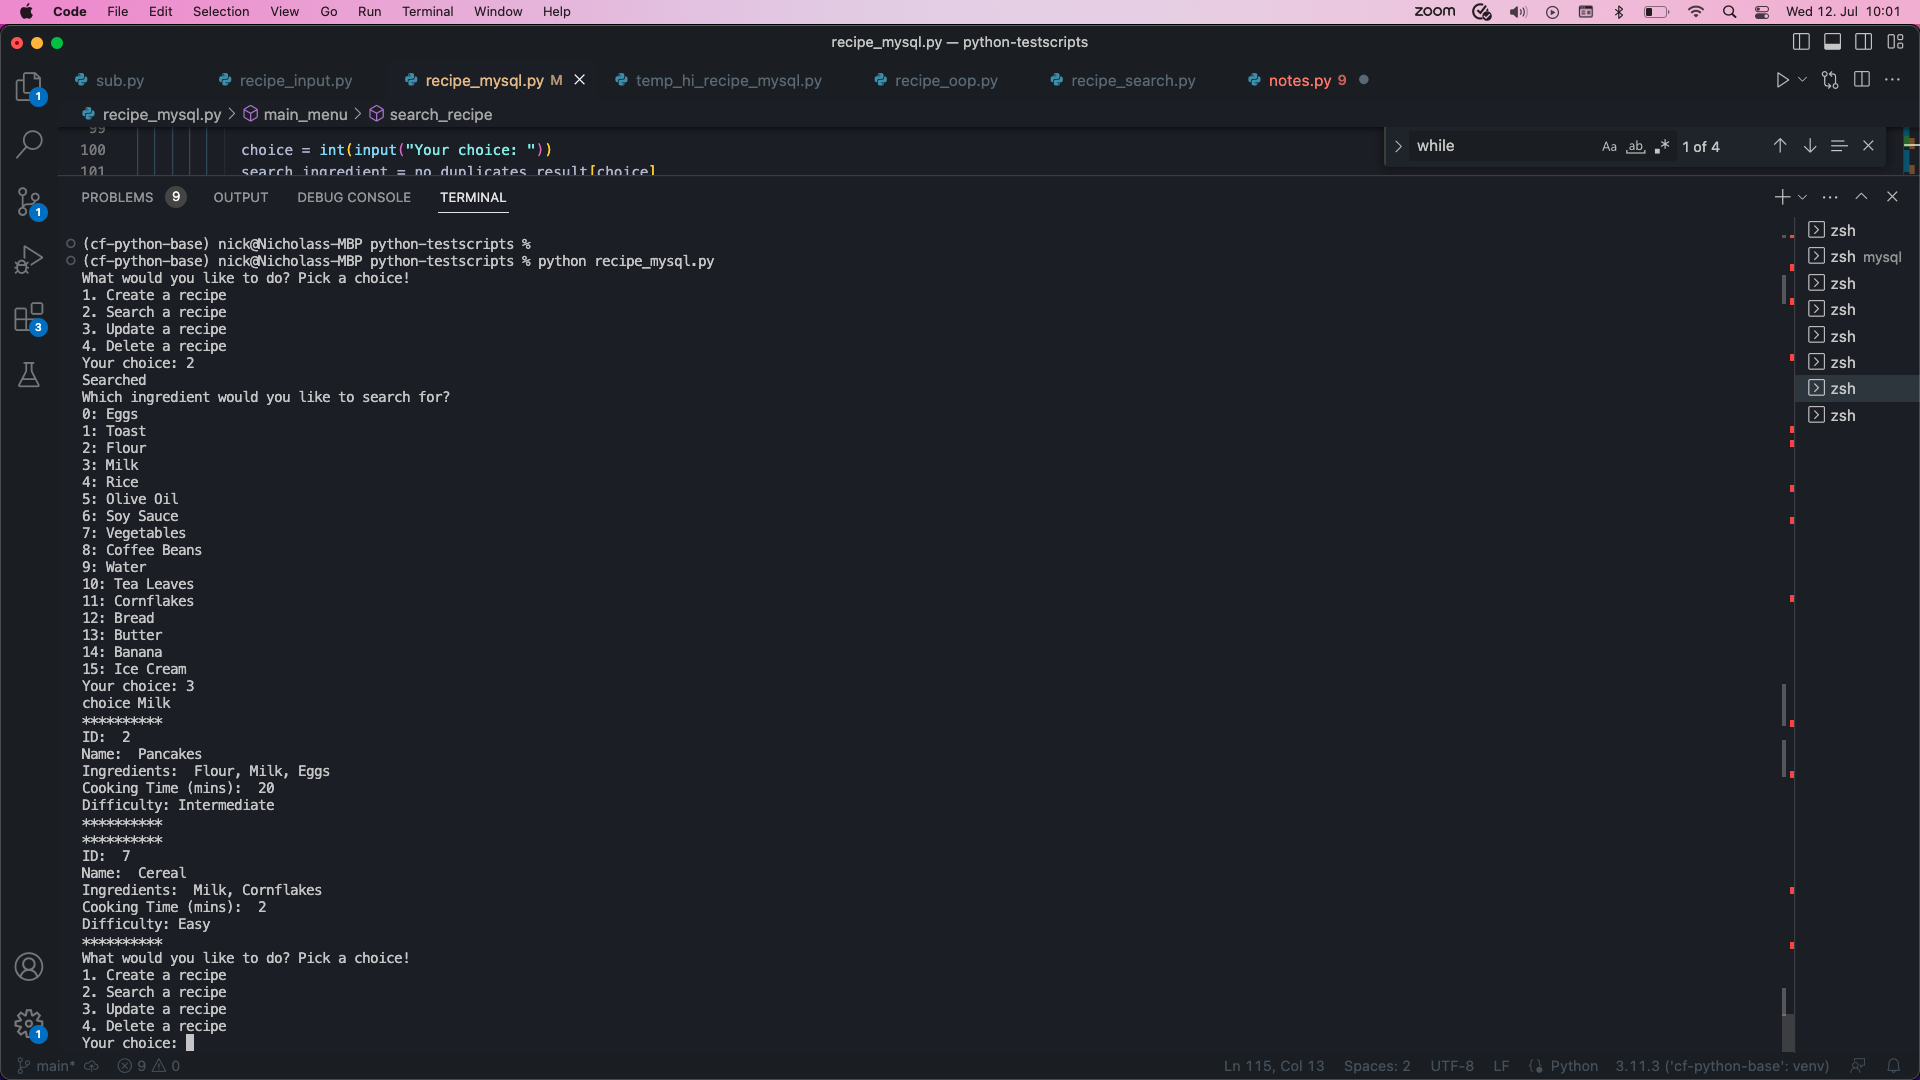 Code File Edit Selection View Go Run Terminal Window Help zoom Wed 12. Jul 10:01
recipe_mysql.py — python-testscripts
sub.py recipe_input.py recipe_mysql.py M temp_hi_recipe_mysql.py recipe_oop.py recipe_search.py notes.py 9
recipe_mysql.py > main_menu > search_recipe
99
100 choice = int(input("Your choice: "))
101 search_ingredient = no_duplicates_result[choice]
while Aa ab 1 of 4
PROBLEMS 9 OUTPUT DEBUG CONSOLE TERMINAL
(cf-python-base) nick@Nicholass-MBP python-testscripts %
(cf-python-base) nick@Nicholass-MBP python-testscripts % python recipe_mysql.py
What would you like to do? Pick a choice!
1. Create a recipe
2. Search a recipe
3. Update a recipe
4. Delete a recipe
Your choice: 2
Searched
Which ingredient would you like to search for?
0: Eggs
1: Toast
2: Flour
3: Milk
4: Rice
5: Olive Oil
6: Soy Sauce
7: Vegetables
8: Coffee Beans
9: Water
10: Tea Leaves
11: Cornflakes
12: Bread
13: Butter
14: Banana
15: Ice Cream
Your choice: 3
choice Milk
**********
ID:  2
Name:  Pancakes
Ingredients:  Flour, Milk, Eggs
Cooking Time (mins):  20
Difficulty: Intermediate
**********
**********
ID:  7
Name:  Cereal
Ingredients:  Milk, Cornflakes
Cooking Time (mins):  2
Difficulty: Easy
**********
What would you like to do? Pick a choice!
1. Create a recipe
2. Search a recipe
3. Update a recipe
4. Delete a recipe
Your choice:
zsh
zsh mysql
zsh
zsh
zsh
zsh
zsh
zsh
1
1
3
1
main* 9 0 Ln 115, Col 13 Spaces: 2 UTF-8 LF Python 3.11.3 ('cf-python-base': venv)